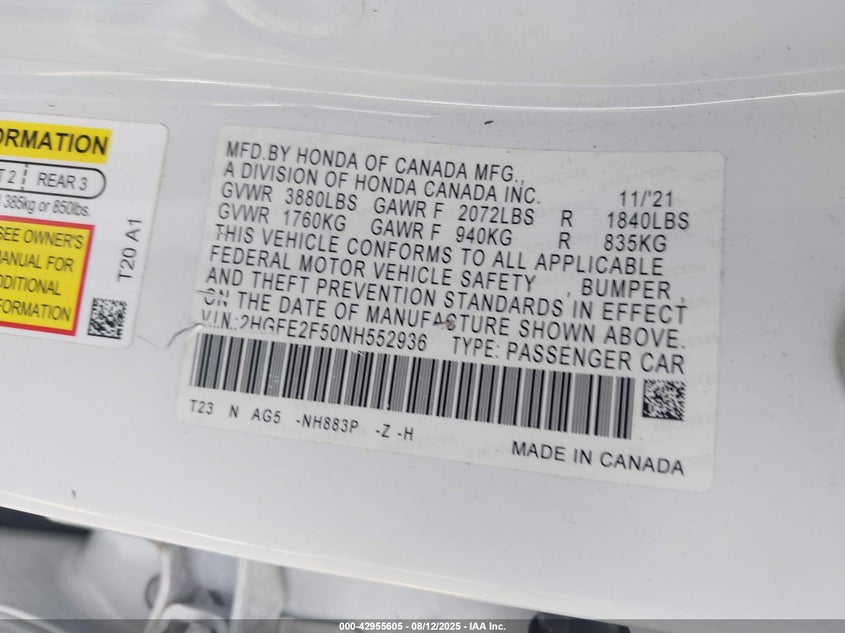 ORMATION
T 2 REAR 3
385kg or 850lbs.
SEE OWNER'S
MANUAL FOR
DDITIONAL
FORMATION
T20 A1
MFD.BY HONDA OF CANADA MFG.,
A DIVISION OF HONDA CANADA INC. 11/'21
GVWR 3880LBS GAWR F 2072LBS R 1840LBS
GVWR 1760KG GAWR F 940KG R 835KG
THIS VEHICLE CONFORMS TO ALL APPLICABLE
FEDERAL MOTOR VEHICLE SAFETY , BUMPER ,
AND THEFT PREVENTION STANDARDS IN EFFECT
ON THE DATE OF MANUFACTURE SHOWN ABOVE.
VIN.:2HGFE2F50NH552936 TYPE: PASSENGER CAR
T23 N AG5 -NH883P -Z -H
MADE IN CANADA
000-42955605 - 08/12/2025 - IAA Inc.